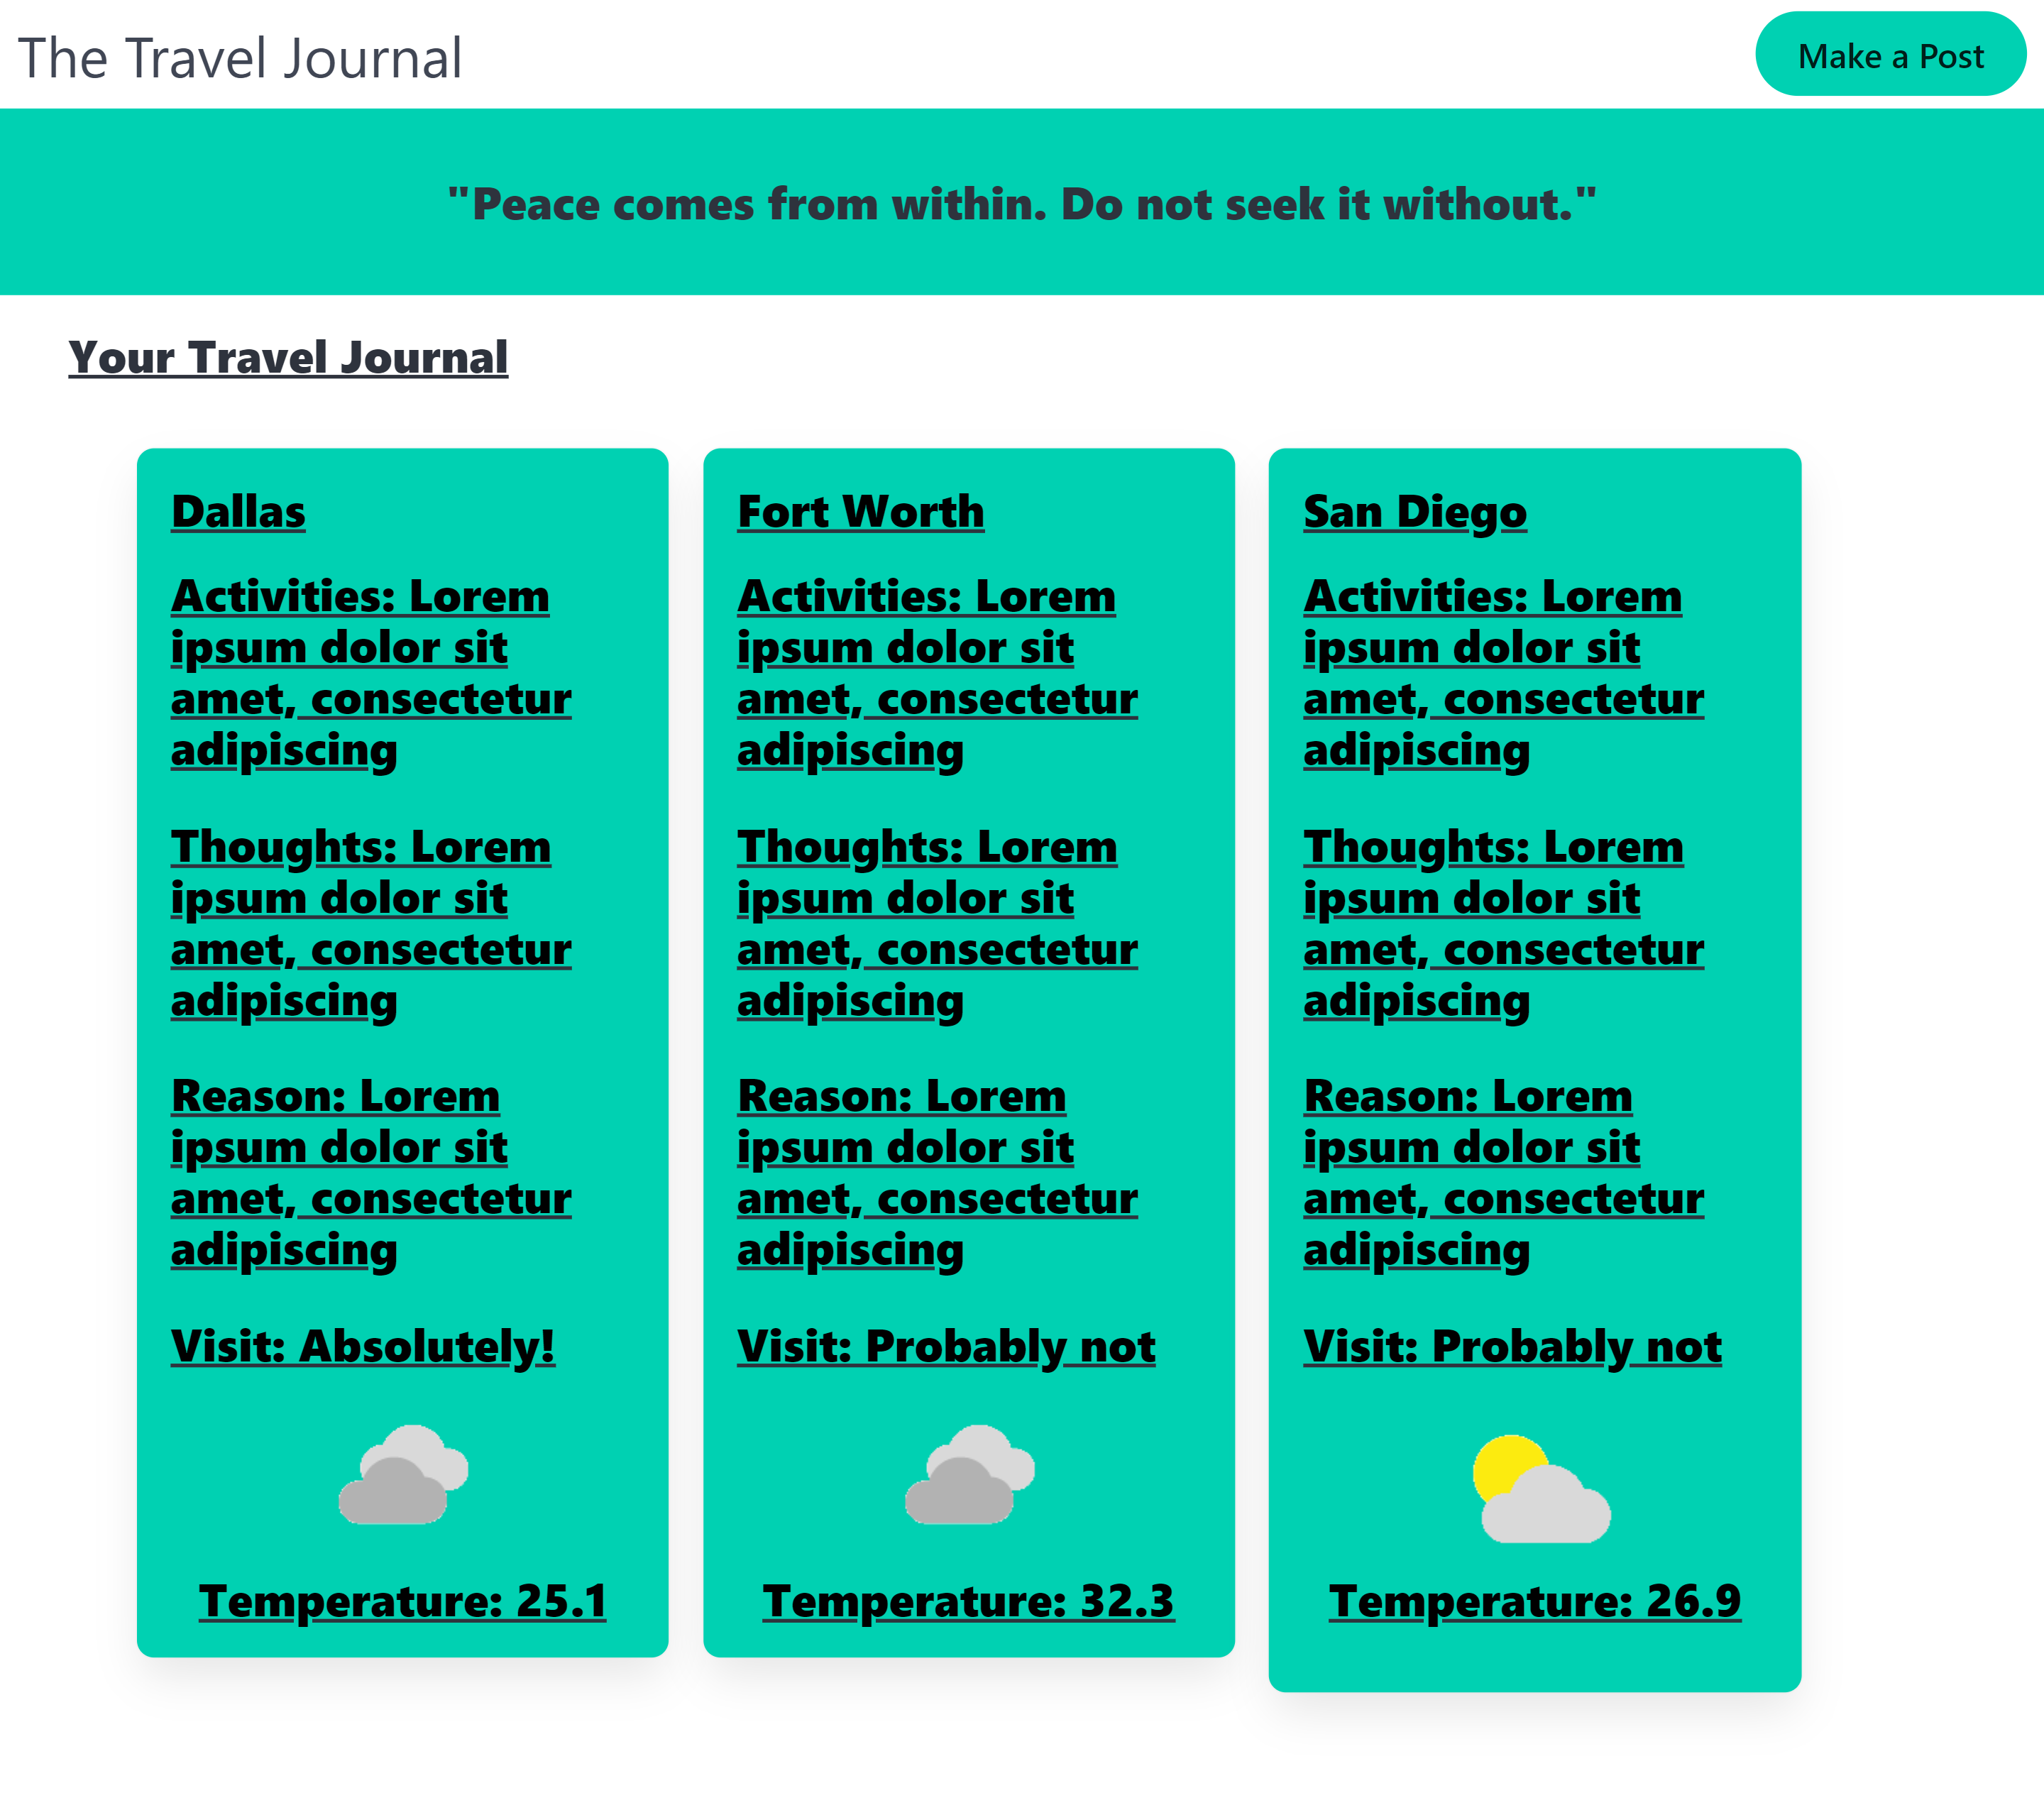 The Travel Journal
Make a Post
"Peace comes from within. Do not seek it without."
Your Travel Journal
Dallas
Activities: Lorem
ipsum dolor sit
amet, consectetur
adipiscing
Thoughts: Lorem
ipsum dolor sit
amet, consectetur
adipiscing
Reason: Lorem
ipsum dolor sit
amet, consectetur
adipiscing
Visit: Absolutely!
Temperature: 25.1
Fort Worth
Activities: Lorem
ipsum dolor sit
amet, consectetur
adipiscing
Thoughts: Lorem
ipsum dolor sit
amet, consectetur
adipiscing
Reason: Lorem
ipsum dolor sit
amet, consectetur
adipiscing
Visit: Probably not
Temperature: 32.3
San Diego
Activities: Lorem
ipsum dolor sit
amet, consectetur
adipiscing
Thoughts: Lorem
ipsum dolor sit
amet, consectetur
adipiscing
Reason: Lorem
ipsum dolor sit
amet, consectetur
adipiscing
Visit: Probably not
Temperature: 26.9